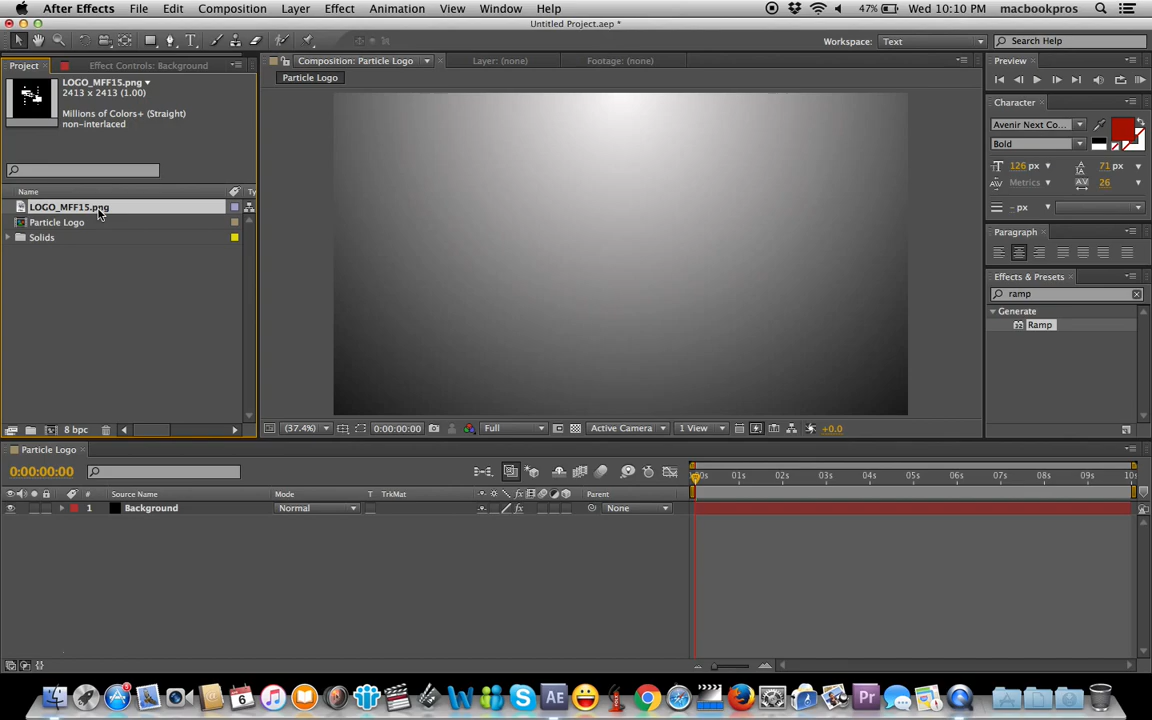 After Effects File Edit Composition Layer Effect Animation View Window Help 47% Wed 10:10 PM macbookpros
Untitled Project.aep *
Workspace: Text Search Help
Project Effect Controls: Background
LOGO_MFF15.png
2413 x 2413 (1.00)
Millions of Colors+ (Straight)
non-interlaced
Name Ty
LOGO_MFF15.png
Particle Logo
Solids
8 bpc
Composition: Particle Logo Layer: (none) Footage: (none)
Particle Logo
(37.4%) 0:00:00:00 Full Active Camera 1 View +0.0
Preview
Character
Avenir Next Co...
Bold
126 px 71 px
Metrics 26
- px
Paragraph
Effects & Presets
ramp
Generate
Ramp
Particle Logo
0:00:00:00
# Source Name Mode T TrkMat Parent
1 Background Normal None
:00s 01s 02s 03s 04s 05s 06s 07s 08s 09s 10s